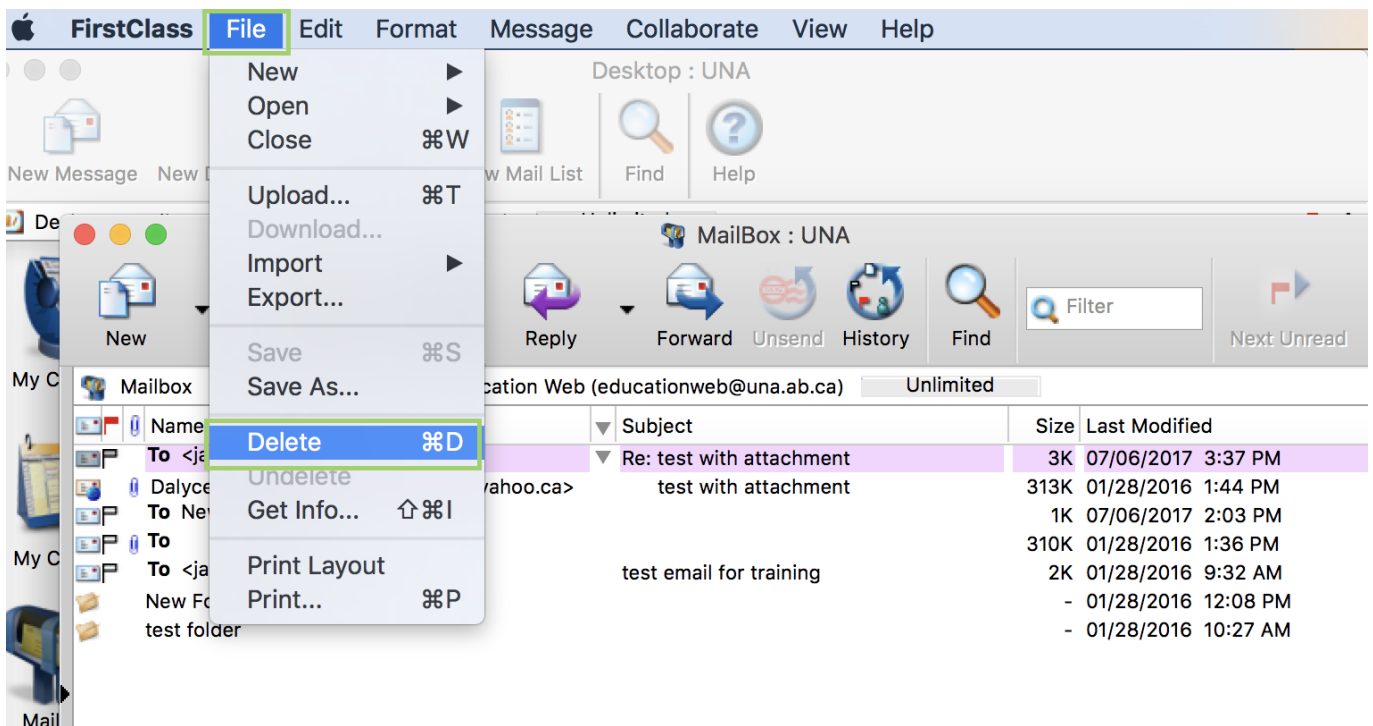 FirstClass File Edit Format Message Collaborate View Help
Desktop : UNA
New Message New Mail List Find Help
New ▶
Open ▶
Close ⌘W
Upload... ⌘T
Download...
Import ▶
Export...
Save ⌘S
Save As...
Delete ⌘D
Undelete
Get Info... ⇧⌘I
Print Layout
Print... ⌘P
MailBox : UNA
New Reply Forward Unsend History Find Filter Next Unread
My
Mailbox (educationweb@una.ab.ca) Unlimited
Name Subject Size Last Modified
To Re: test with attachment 3K 07/06/2017 3:37 PM
test with attachment 313K 01/28/2016 1:44 PM
To 1K 07/06/2017 2:03 PM
To 310K 01/28/2016 1:36 PM
My
To test email for training 2K 01/28/2016 9:32 AM
New - 01/28/2016 12:08 PM
test folder - 01/28/2016 10:27 AM
Mail